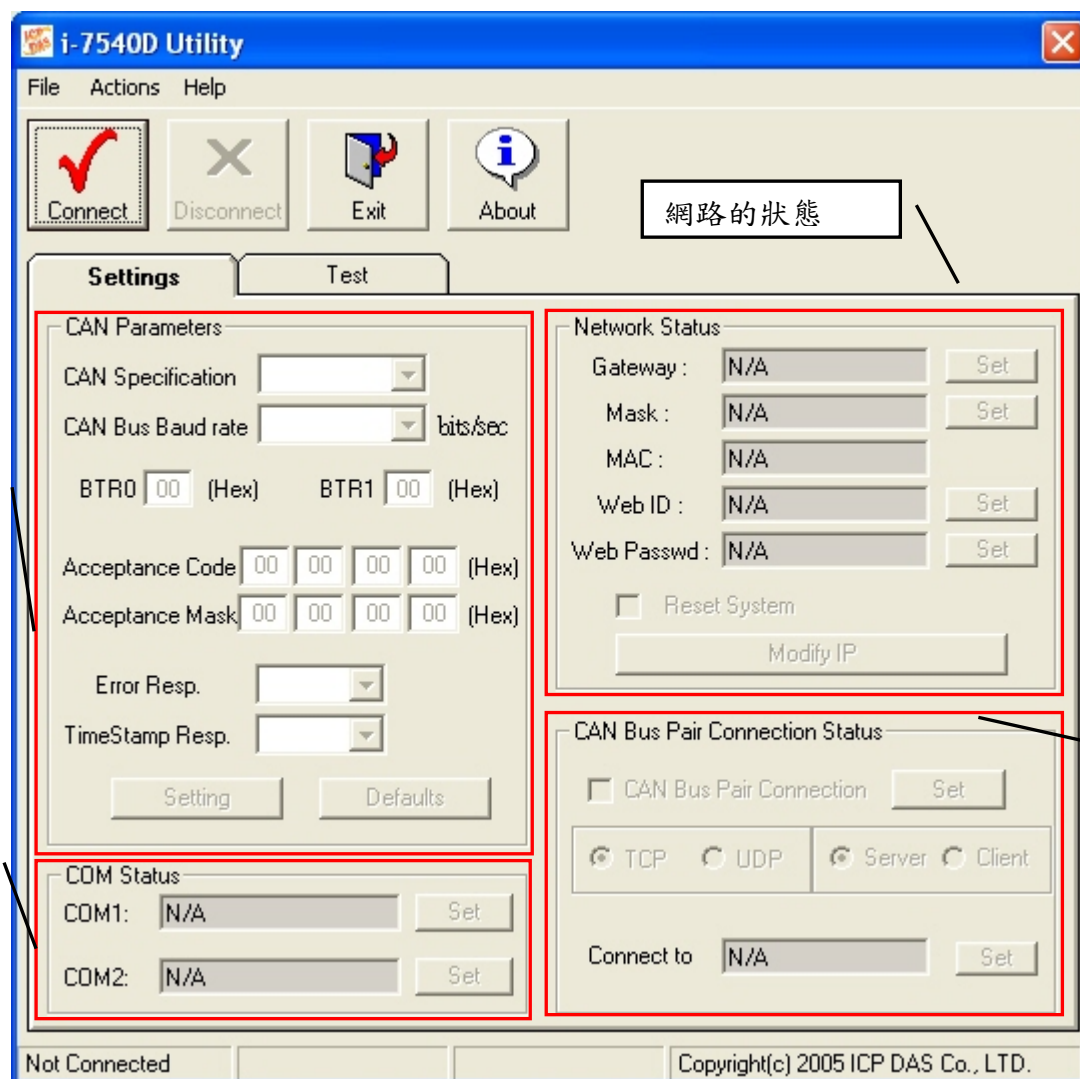 ICP DAS
i-7540D Utility
File Actions Help
Connect Disconnect Exit About
網路的狀態
Settings Test
CAN Parameters
CAN Specification
CAN Bus Baud rate bits/sec
BTR0 00 (Hex) BTR1 00 (Hex)
Acceptance Code 00 00 00 00 (Hex)
Acceptance Mask 00 00 00 00 (Hex)
Error Resp.
TimeStamp Resp.
Setting Defaults
COM Status
COM1: N/A Set
COM2: N/A Set
Network Status
Gateway : N/A Set
Mask : N/A Set
MAC : N/A
Web ID : N/A Set
Web Passwd : N/A Set
Reset System
Modify IP
CAN Bus Pair Connection Status
CAN Bus Pair Connection Set
TCP UDP Server Client
Connect to N/A Set
Not Connected Copyright(c) 2005 ICP DAS Co., LTD.